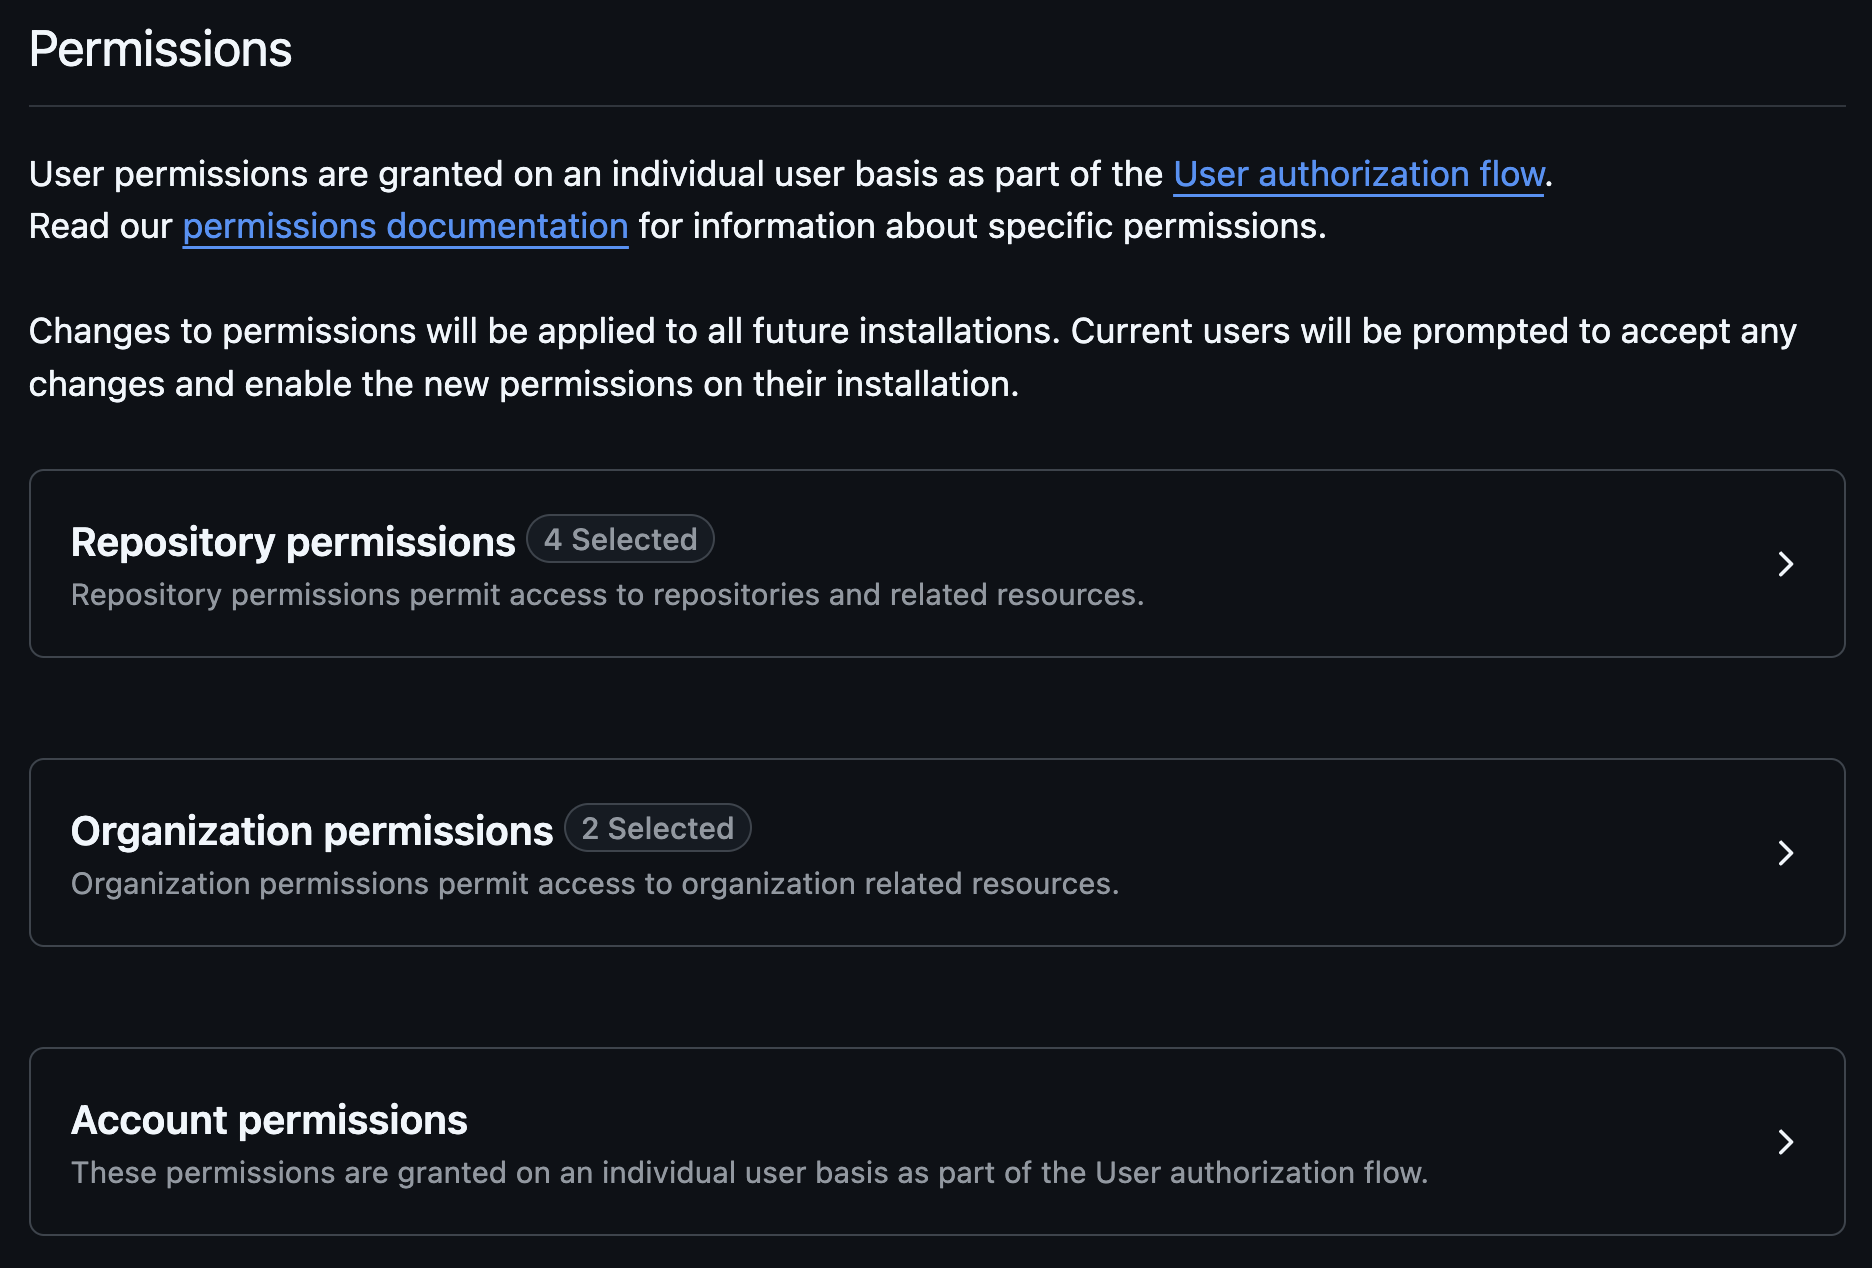 Permissions
User permissions are granted on an individual user basis as part of the User authorization flow.
Read our permissions documentation for information about specific permissions.
Changes to permissions will be applied to all future installations. Current users will be prompted to accept any
changes and enable the new permissions on their installation.
Repository permissions 4 Selected
Repository permissions permit access to repositories and related resources.
Organization permissions 2 Selected
Organization permissions permit access to organization related resources.
Account permissions
These permissions are granted on an individual user basis as part of the User authorization flow.